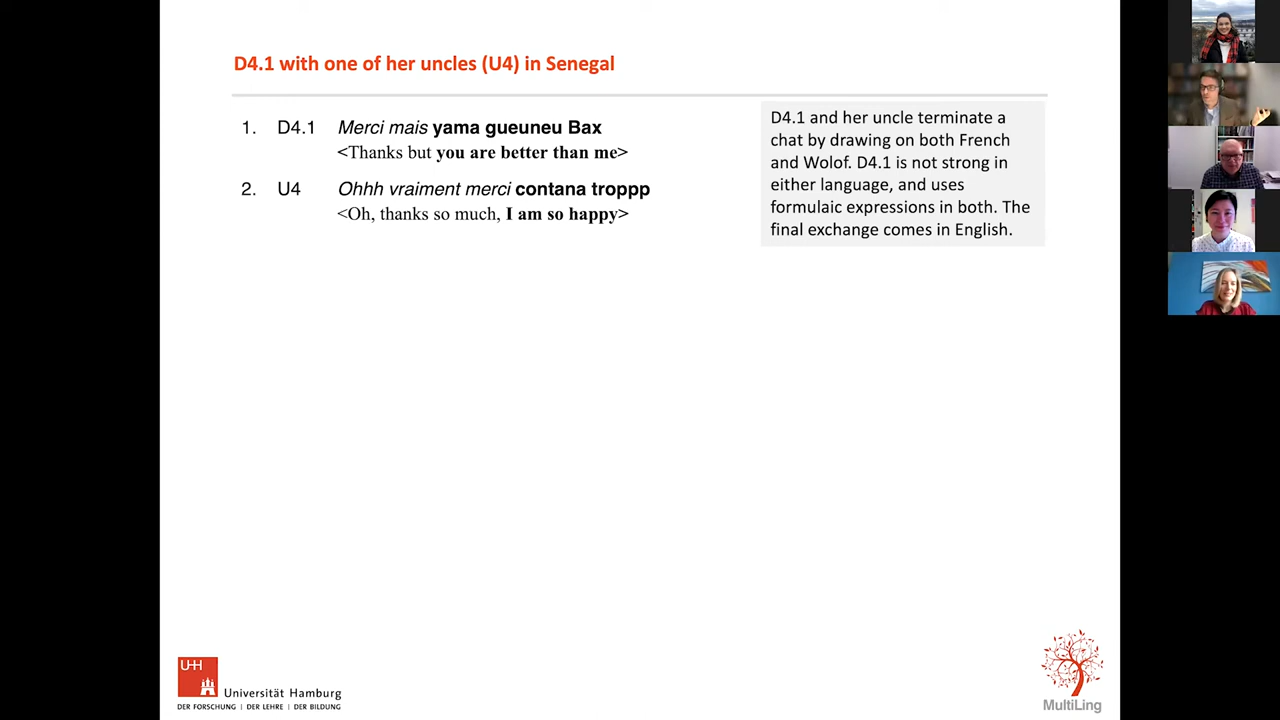 D4.1 with one of her uncles (U4) in Senegal
1. D4.1 Merci mais yama gueuneu Bax
<Thanks but you are better than me>
2. U4 Ohhh vraiment merci contana troppp
<Oh, thanks so much, I am so happy>
D4.1 and her uncle terminate a
chat by drawing on both French
and Wolof. D4.1 is not strong in
either language, and uses
formulaic expressions in both. The
final exchange comes in English.
UH
Universität Hamburg
DER FORSCHUNG | DER LEHRE | DER BILDUNG
MultiLing